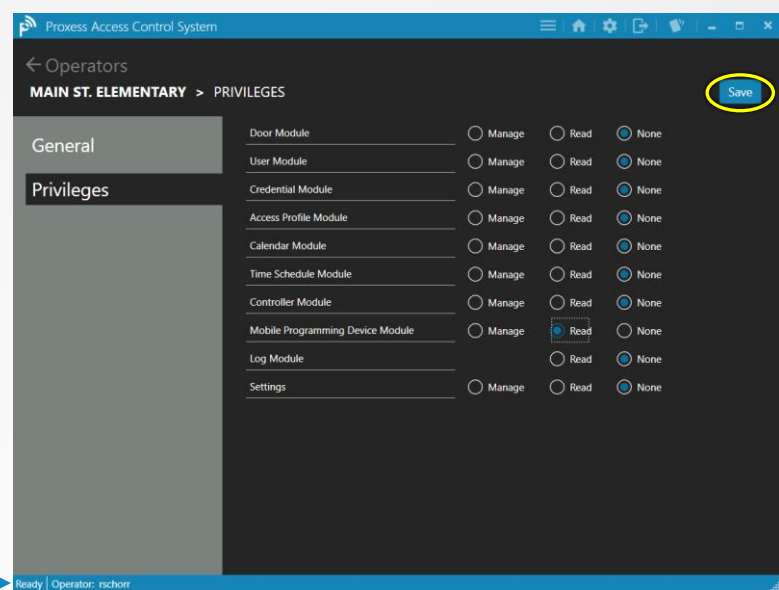 Proxess Access Control System
Operators
MAIN ST. ELEMENTARY > PRIVILEGES
Save
General
Privileges
Door Module Manage Read None
User Module Manage Read None
Credential Module Manage Read None
Access Profile Module Manage Read None
Calendar Module Manage Read None
Time Schedule Module Manage Read None
Controller Module Manage Read None
Mobile Programming Device Module Manage Read None
Log Module Read None
Settings Manage Read None
Ready | Operator: rschorr